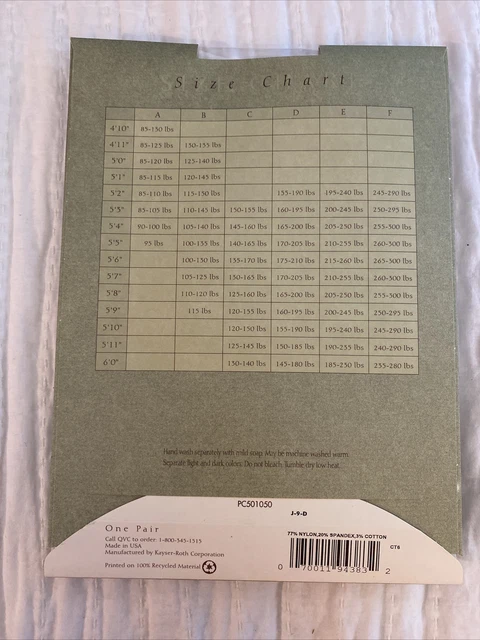 Size Chart
A B C D E F
4'10" 85-150 lbs
4'11" 85-125 lbs 130-135 lbs
5'0" 85-120 lbs 125-140 lbs
5'1" 85-115 lbs 120-145 lbs
5'2" 85-110 lbs 115-150 lbs 155-190 lbs 195-240 lbs 245-290 lbs
5'3" 85-105 lbs 110-145 lbs 150-155 lbs 160-195 lbs 200-245 lbs 250-295 lbs
5'4" 90-100 lbs 105-140 lbs 145-160 lbs 165-200 lbs 205-250 lbs 255-300 lbs
5'5" 95 lbs 100-135 lbs 140-165 lbs 170-205 lbs 210-255 lbs 260-300 lbs
5'6" 100-130 lbs 135-170 lbs 175-210 lbs 215-260 lbs 265-300 lbs
5'7" 105-125 lbs 130-165 lbs 170-205 lbs 210-255 lbs 260-300 lbs
5'8" 110-120 lbs 125-160 lbs 165-200 lbs 205-250 lbs 255-300 lbs
5'9" 115 lbs 120-155 lbs 160-195 lbs 200-245 lbs 250-295 lbs
5'10" 120-150 lbs 155-190 lbs 195-240 lbs 245-290 lbs
5'11" 125-145 lbs 150-185 lbs 190-235 lbs 240-290 lbs
6'0" 130-140 lbs 145-180 lbs 185-230 lbs 235-280 lbs
Hand wash separately with mild soap. May be machine washed warm.
Separate light and dark colors. Do not bleach. Tumble dry low heat.
PC501050
J-9-D
One Pair
Call QVC to order: 1-800-345-1515
Made in USA
Manufactured by Kayser-Roth Corporation
Printed on 100% Recycled Material
77% NYLON,20% SPANDEX,3% COTTON
CT6
0 70011 94383 2